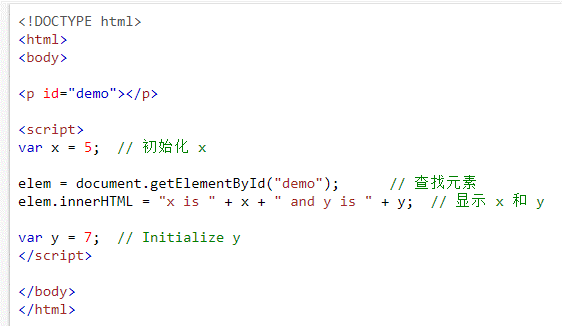 <!DOCTYPE html>
<html>
<body>
<p id="demo"></p>
<script>
var x = 5;  // 初始化 x
elem = document.getElementById("demo");      // 查找元素
elem.innerHTML = "x is " + x + " and y is " + y;  // 显示 x 和 y
var y = 7;  // Initialize y
</script>
</body>
</html>